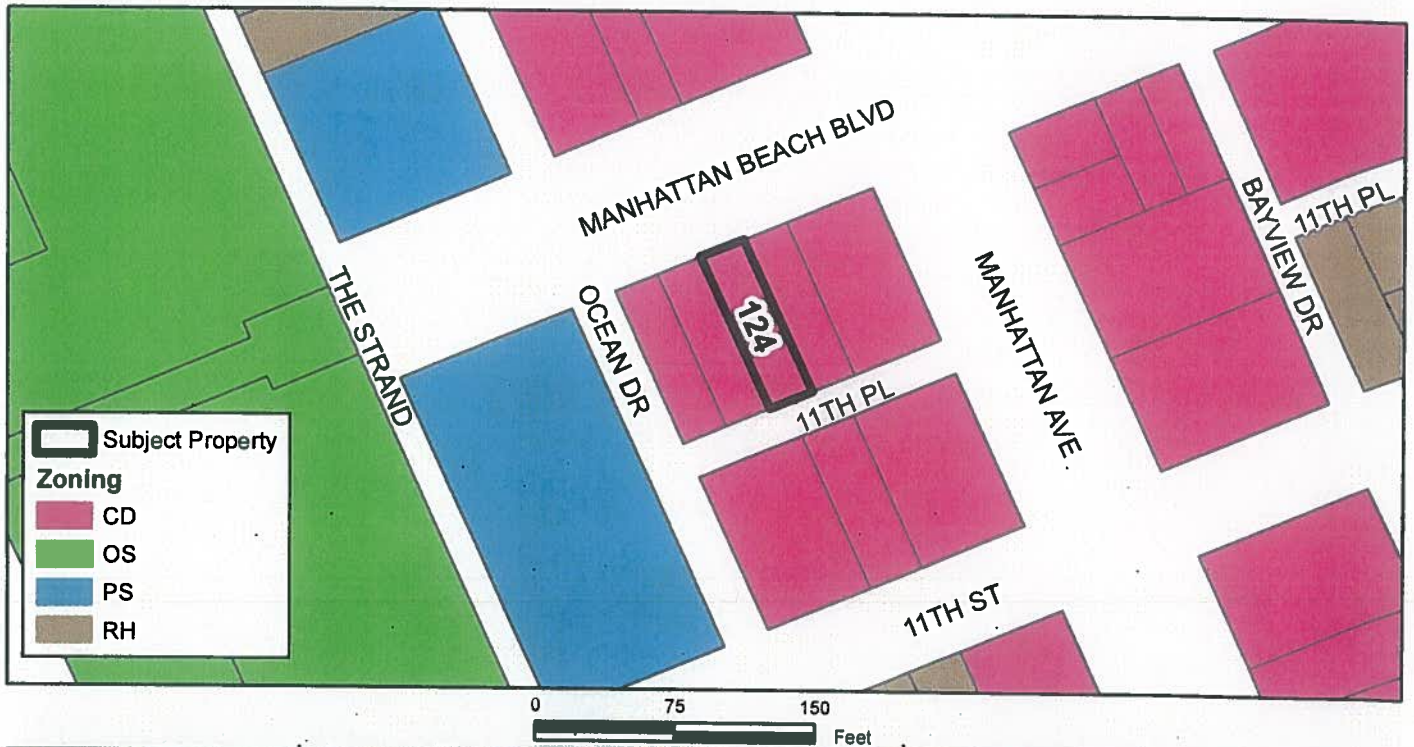 MANHATTAN BEACH BLVD
BAYVIEW DR
11TH PL
THE STRAND
OCEAN DR
124
MANHATTAN AVE
11TH PL
11TH ST
Subject Property
Zoning
CD
OS
PS
RH
0 75 150
Feet